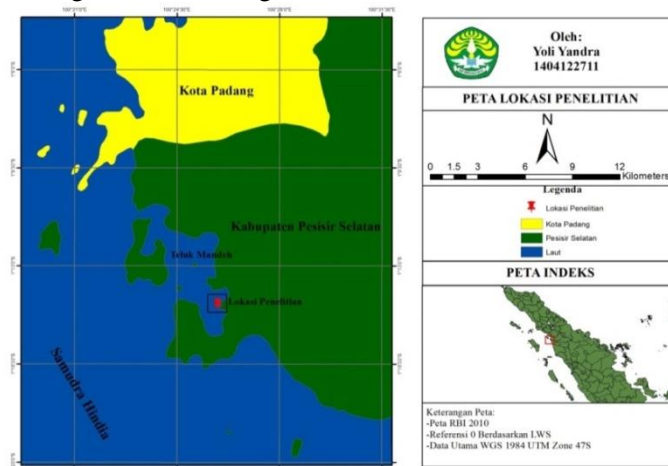 Kota Padang
Kabupaten Pesisir Selatan
Teluk Mandeh
Lokasi Penelitian
Samudra Hindia
Oleh:
Yoli Yandra
1404122711
PETA LOKASI PENELITIAN
N
0 1.5 3 6 9 12
Kilometers
Legenda
Lokasi Penelitian
Kota Padang
Pesisir Selatan
Laut
PETA INDEKS
Keterangan Peta:
-Peta RBI 2010
-Referensi 0 Berdasarkan LWS
-Data Utama WGS 1984 UTM Zone 47S